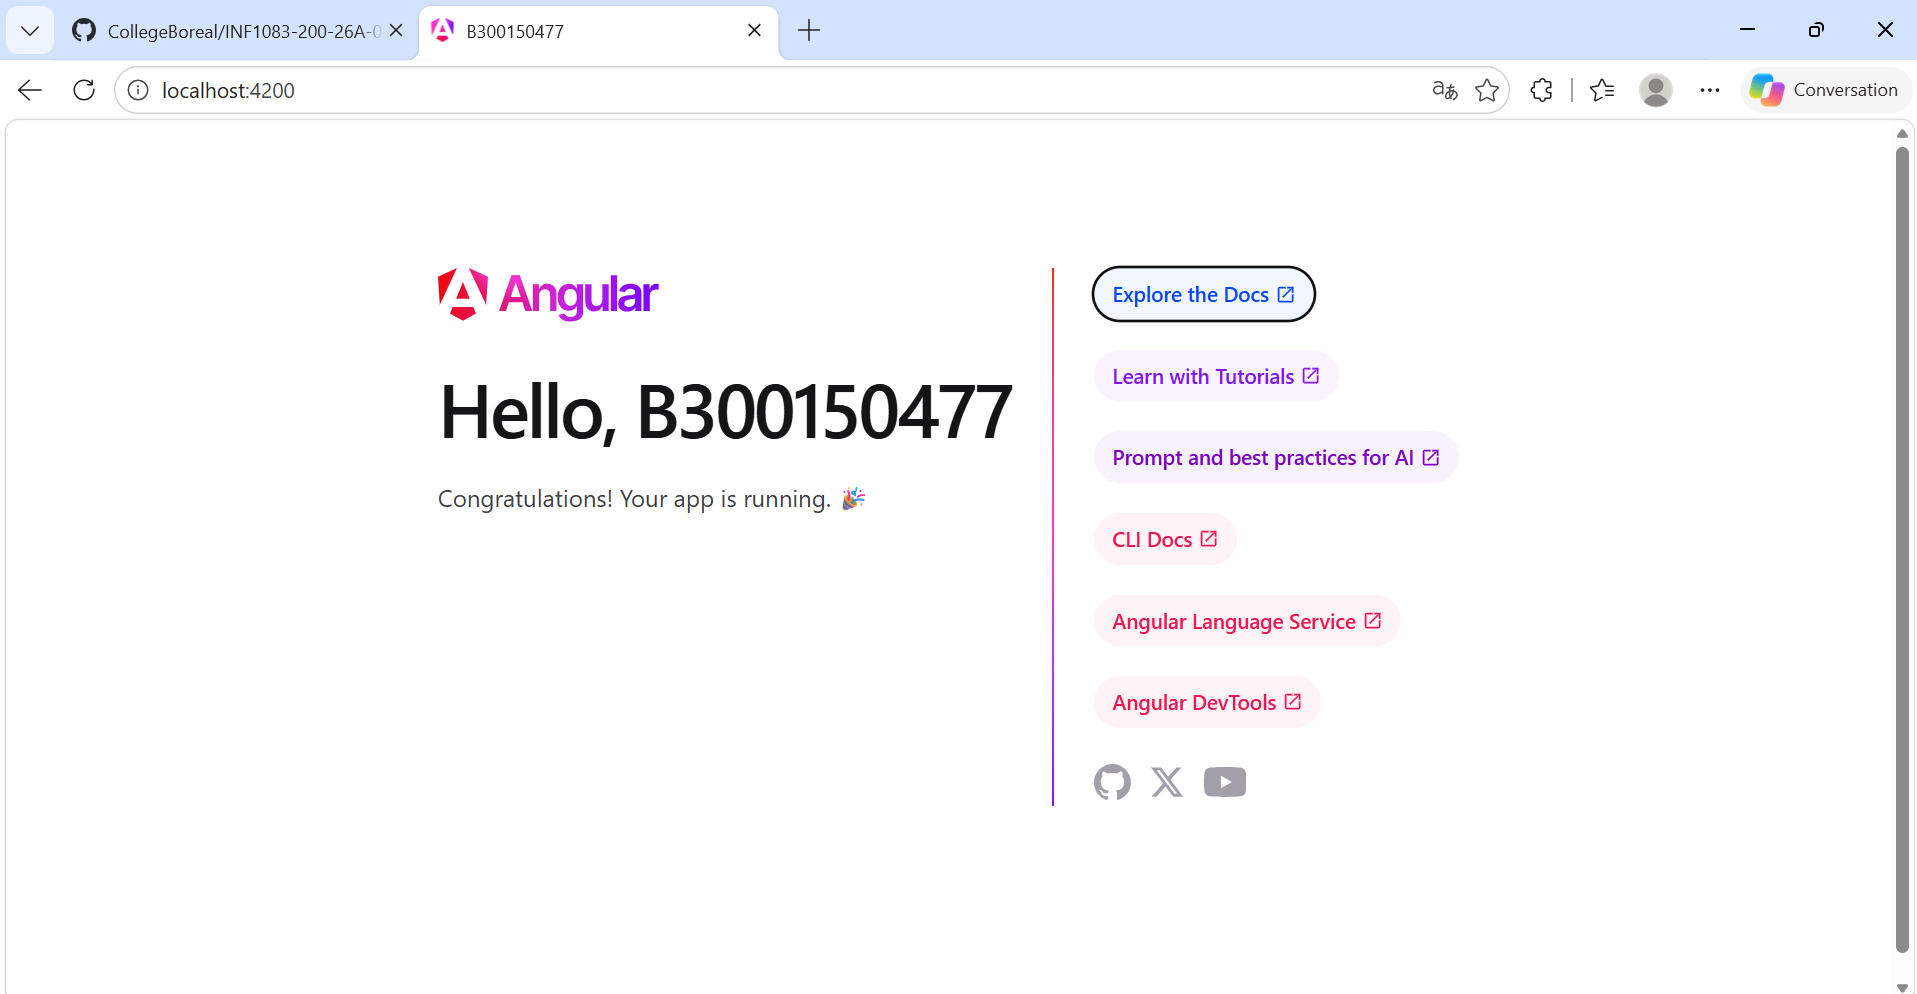 CollegeBoreal/INF1083-200-26A-0
B300150477
localhost:4200
Conversation
Angular
Hello, B300150477
Congratulations! Your app is running. 🎉
Explore the Docs
Learn with Tutorials
Prompt and best practices for AI
CLI Docs
Angular Language Service
Angular DevTools